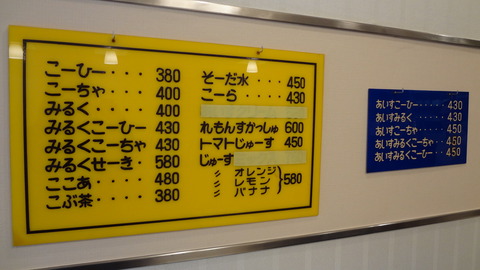 こーひー････ 380
こーちゃ････ 400
みるく････ 400
みるくこーひー･･ 430
みるくこーちゃ･･ 430
みるくせーき･･ 580
ここあ････ 480
こぶ茶････ 380
そーだ水･･･ 450
こーら････ 430
れもんすかっしゅ 600
トマトじゅーす 450
じゅーす
〃 オレンジ
〃 レモン } 580
〃 バナナ
あいすこーひー･･ 430
あいすみるく･･･ 430
あいすこーちゃ･･ 450
あいすみるくこーちゃ･･ 450
あいすみるくこーひー･･ 450